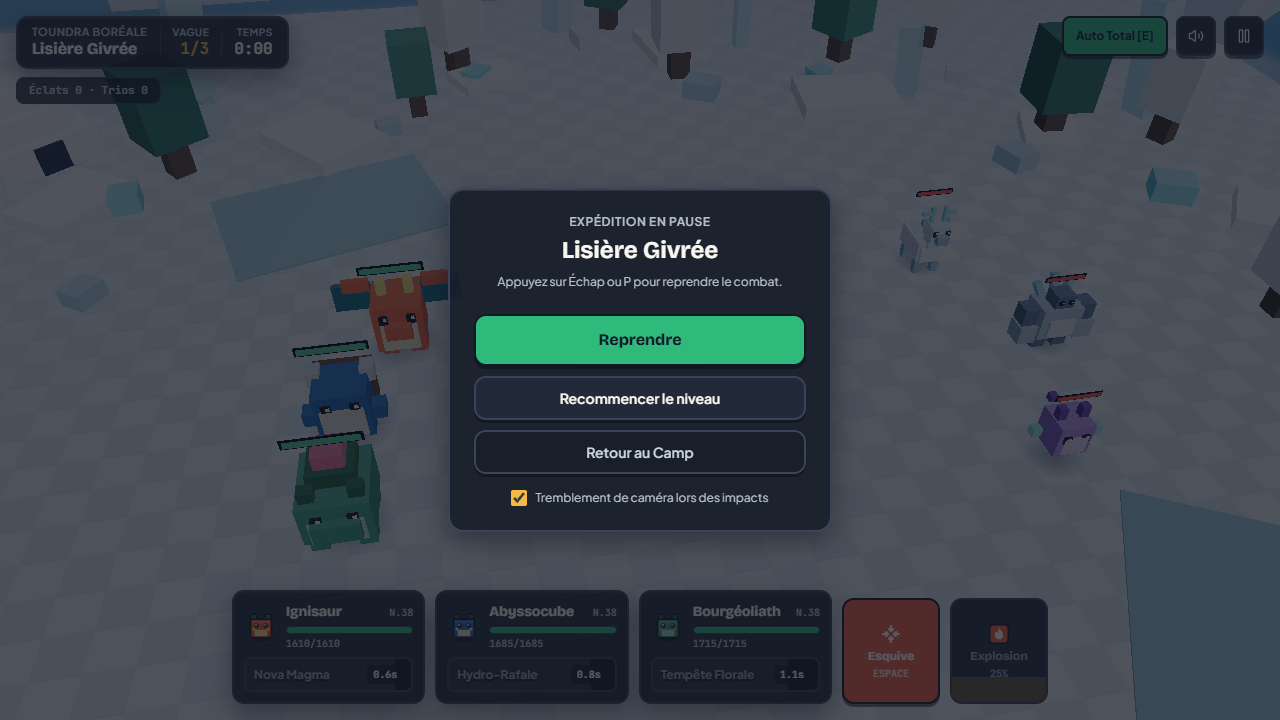 TOUNDRA BORÉALE
Lisière Givrée
VAGUE
1/3
TEMPS
0:00
Auto Total [E]
Éclats 0 · Trios 0
EXPÉDITION EN PAUSE
Lisière Givrée
Appuyez sur Échap ou P pour reprendre le combat.
Reprendre
Recommencer le niveau
Retour au Camp
Tremblement de caméra lors des impacts
Ignisaur
N.38
1610/1610
Nova Magma
0.6s
Abyssocube
N.38
1685/1685
Hydro-Rafale
0.8s
Bourgéoliath
N.38
1715/1715
Tempête Florale
1.1s
Esquive
ESPACE
Explosion
25%